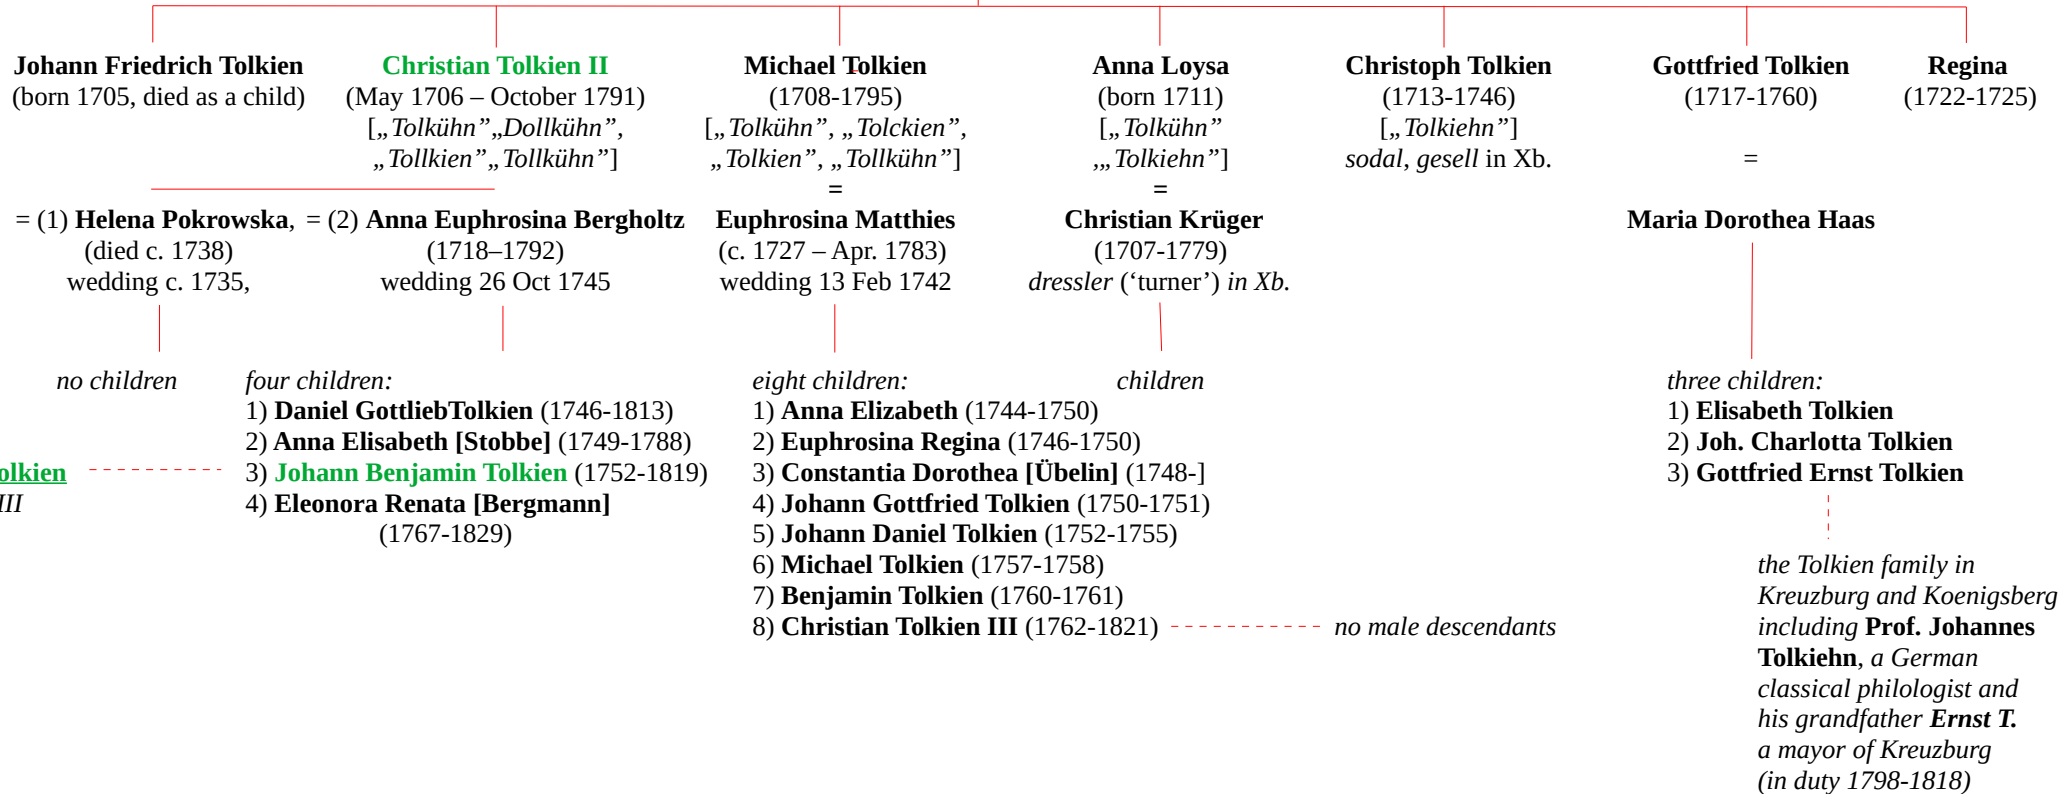 Johann Friedrich Tolkien
(born 1705, died as a child)
Christian Tolkien II
(May 1706 – October 1791)
[„Tolkühn”„Dollkühn”,
„Tollkien”„Tollkühn”]
Michael Tolkien
(1708-1795)
[„Tolkühn”, „Tolckien”,
„Tolkien”, „Tollkühn”]
=
Anna Loysa
(born 1711)
[„Tolkühn”
,„Tolkiehn”]
=
Christoph Tolkien
(1713-1746)
[„Tolkiehn”]
sodal, gesell in Xb.
Gottfried Tolkien
(1717-1760)
=
Regina
(1722-1725)
= (1) Helena Pokrowska,
(died c. 1738)
wedding c. 1735,
= (2) Anna Euphrosina Bergholtz
(1718–1792)
wedding 26 Oct 1745
Euphrosina Matthies
(c. 1727 – Apr. 1783)
wedding 13 Feb 1742
Christian Krüger
(1707-1779)
dressler (‘turner’) in Xb.
Maria Dorothea Haas
no children
four children:
1) Daniel GottliebTolkien (1746-1813)
2) Anna Elisabeth [Stobbe] (1749-1788)
3) Johann Benjamin Tolkien (1752-1819)
4) Eleonora Renata [Bergmann]
(1767-1829)
olkien
III
eight children:
1) Anna Elizabeth (1744-1750)
2) Euphrosina Regina (1746-1750)
3) Constantia Dorothea [Übelin] (1748-]
4) Johann Gottfried Tolkien (1750-1751)
5) Johann Daniel Tolkien (1752-1755)
6) Michael Tolkien (1757-1758)
7) Benjamin Tolkien (1760-1761)
8) Christian Tolkien III (1762-1821)
no male descendants
children
three children:
1) Elisabeth Tolkien
2) Joh. Charlotta Tolkien
3) Gottfried Ernst Tolkien
the Tolkien family in
Kreuzburg and Koenigsberg
including Prof. Johannes
Tolkiehn, a German
classical philologist and
his grandfather Ernst T.
a mayor of Kreuzburg
(in duty 1798-1818)